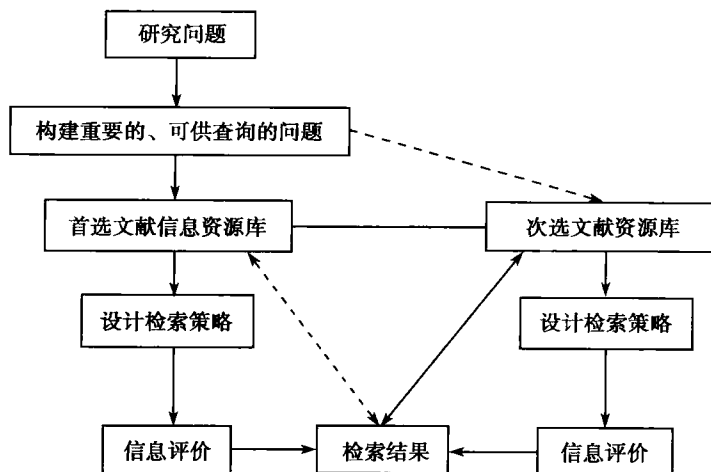 研究问题
构建重要的、可供查询的问题
首选文献信息资源库
次选文献资源库
设计检索策略
设计检索策略
信息评价
检索结果
信息评价